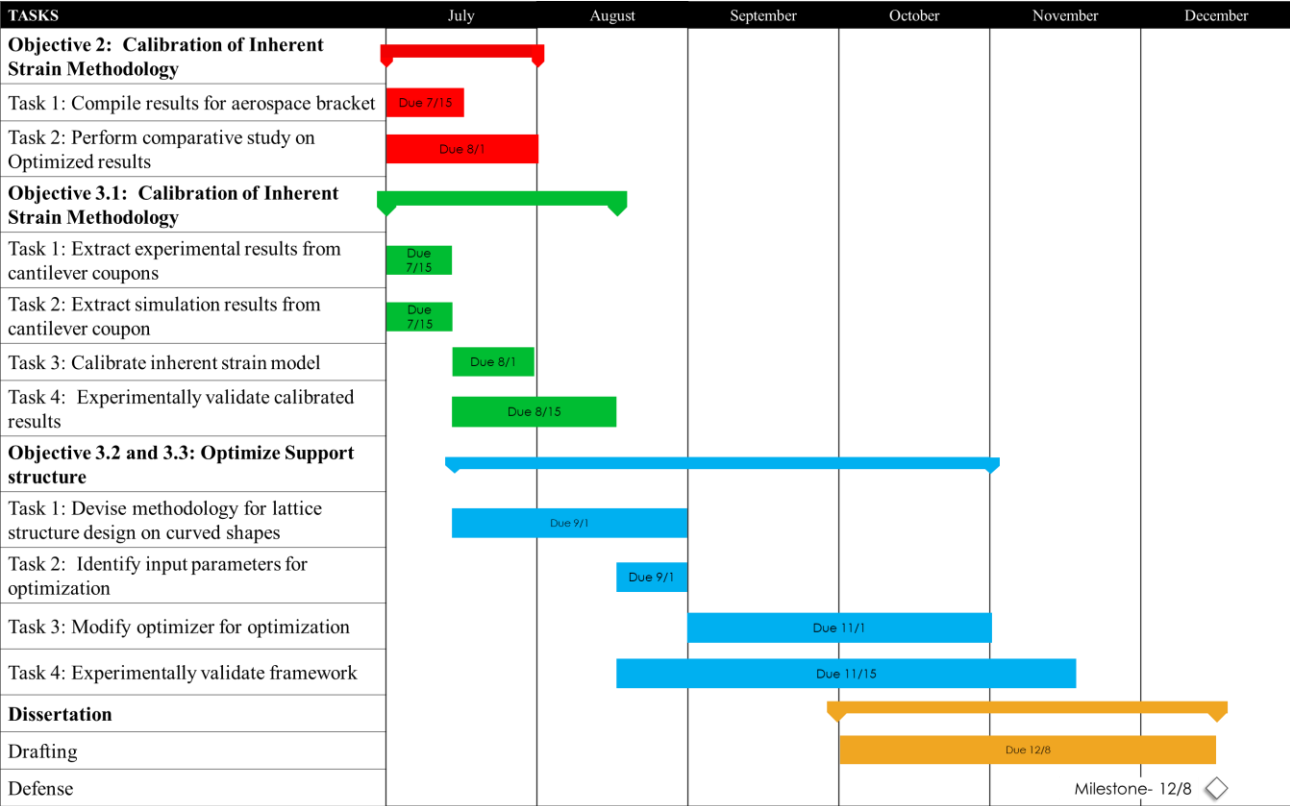 TASKS July August September October November December
Objective 2:  Calibration of Inherent
Strain Methodology
Task 1: Compile results for aerospace bracket
Due 7/15
Task 2: Perform comparative study on
Optimized results
Due 8/1
Objective 3.1:  Calibration of Inherent
Strain Methodology
Task 1: Extract experimental results from
cantilever coupons
Due
7/15
Task 2: Extract simulation results from
cantilever coupon
Due
7/15
Task 3: Calibrate inherent strain model
Due 8/1
Task 4:  Experimentally validate calibrated
results
Due 8/15
Objective 3.2 and 3.3: Optimize Support
structure
Task 1: Devise methodology for lattice
structure design on curved shapes
Due 9/1
Task 2:  Identify input parameters for
optimization
Due 9/1
Task 3: Modify optimizer for optimization
Due 11/1
Task 4: Experimentally validate framework
Due 11/15
Dissertation
Drafting
Due 12/8
Defense
Milestone- 12/8